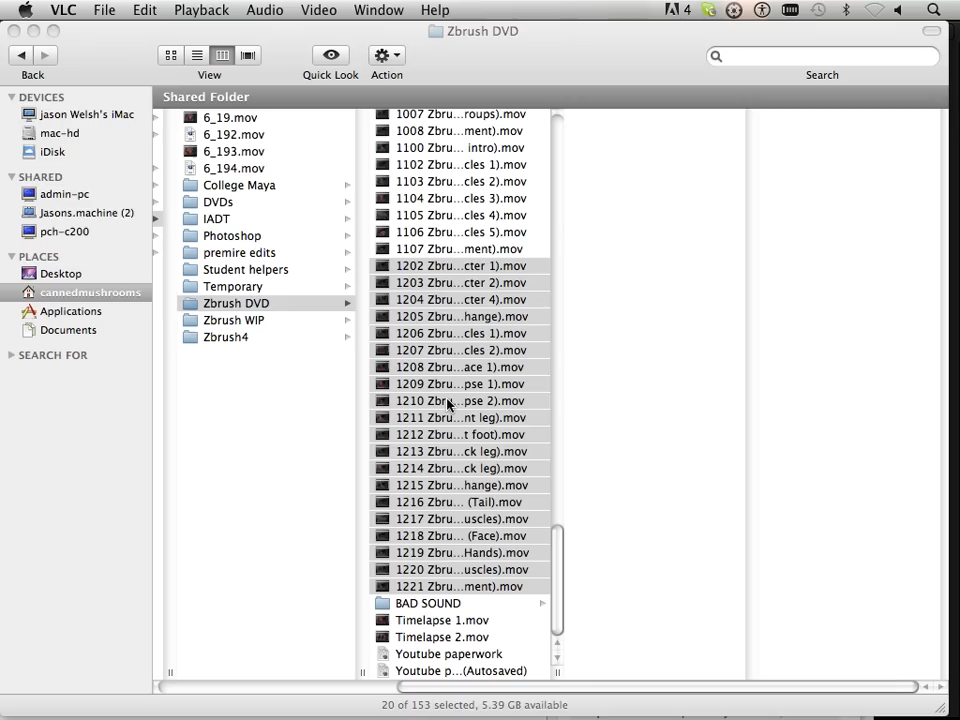 VLC File Edit Playback Audio Video Window Help 4
Zbrush DVD
Back View Quick Look Action Search
Shared Folder
DEVICES
jason Welsh's iMac
mac-hd
iDisk
SHARED
admin-pc
Jasons.machine (2)
pch-c200
PLACES
Desktop
cannedmushrooms
Applications
Documents
SEARCH FOR
6_19.mov
6_192.mov
6_193.mov
6_194.mov
College Maya
DVDs
IADT
Photoshop
premire edits
Student helpers
Temporary
Zbrush DVD
Zbrush WIP
Zbrush4
1007 Zbru...roups).mov
1008 Zbru...ment).mov
1100 Zbru... intro).mov
1102 Zbru...cles 1).mov
1103 Zbru...cles 2).mov
1104 Zbru...cles 3).mov
1105 Zbru...cles 4).mov
1106 Zbru...cles 5).mov
1107 Zbru...ment).mov
1202 Zbru...cter 1).mov
1203 Zbru...cter 2).mov
1204 Zbru...cter 4).mov
1205 Zbru...hange).mov
1206 Zbru...cles 1).mov
1207 Zbru...cles 2).mov
1208 Zbru...ace 1).mov
1209 Zbru...pse 1).mov
1210 Zbru...pse 2).mov
1211 Zbru...nt leg).mov
1212 Zbru...t foot).mov
1213 Zbru...ck leg).mov
1214 Zbru...ck leg).mov
1215 Zbru...hange).mov
1216 Zbru... (Tail).mov
1217 Zbru...uscles).mov
1218 Zbru... (Face).mov
1219 Zbru...Hands).mov
1220 Zbru...uscles).mov
1221 Zbru...ment).mov
BAD SOUND
Timelapse 1.mov
Timelapse 2.mov
Youtube paperwork
Youtube p...(Autosaved)
20 of 153 selected, 5.39 GB available